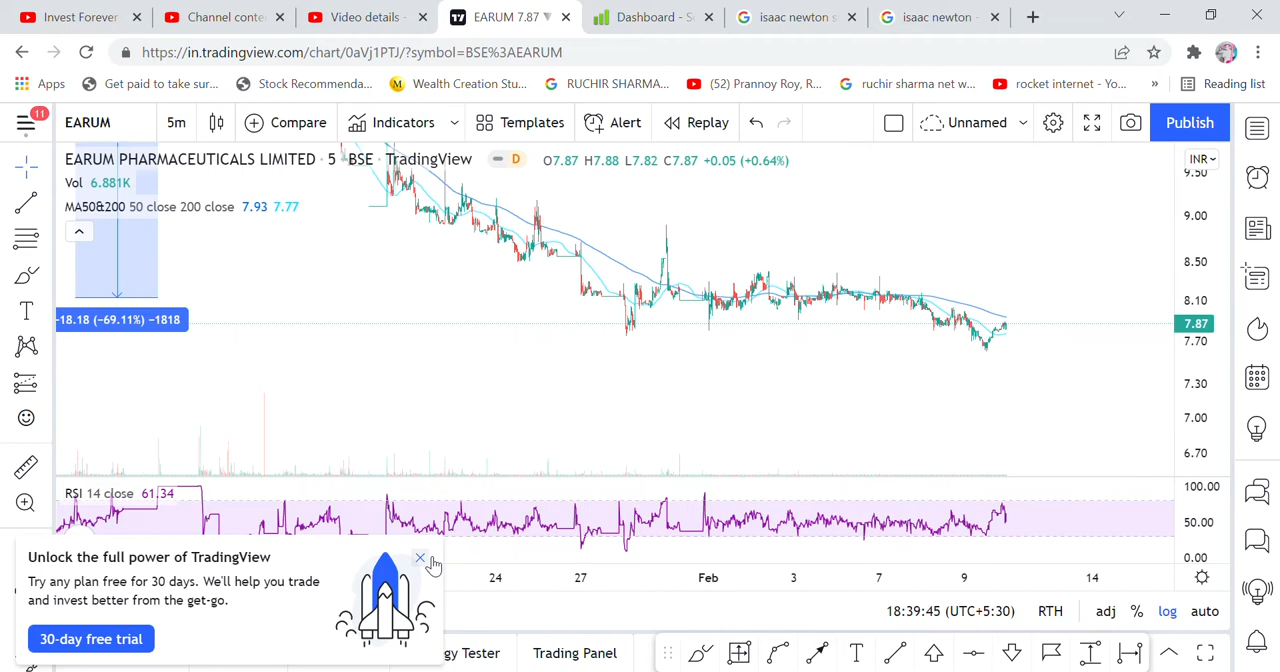 Invest Forever
Channel conte
Video details -
EARUM 7.87
Dashboard - S
isaac newton s
isaac newton -
https://in.tradingview.com/chart/0aVj1PTJ/?symbol=BSE%3AEARUM
Apps
Get paid to take sur...
Stock Recommenda...
Wealth Creation Stu...
RUCHIR SHARMA...
(52) Prannoy Roy, R...
ruchir sharma net w...
rocket internet - Yo...
»
Reading list
11
EARUM
5m
Compare
Indicators
Templates
Alert
Replay
Unnamed
Publish
EARUM PHARMACEUTICALS LIMITED · 5 · BSE · TradingView
D
O7.87 H7.88 L7.82 C7.87 +0.05 (+0.64%)
INR
Vol 6.881K
MA50&200 50 close 200 close 7.93 7.77
9.50
9.00
8.50
8.10
7.87
7.70
7.30
7.00
6.70
-18.18 (-69.11%) -1818
RSI 14 close 61.34
100.00
50.00
0.00
24
27
Feb
3
7
9
14
Unlock the full power of TradingView
Try any plan free for 30 days. We'll help you trade
and invest better from the get-go.
30-day free trial
18:39:45 (UTC+5:30)
RTH
adj
%
log
auto
gy Tester
Trading Panel